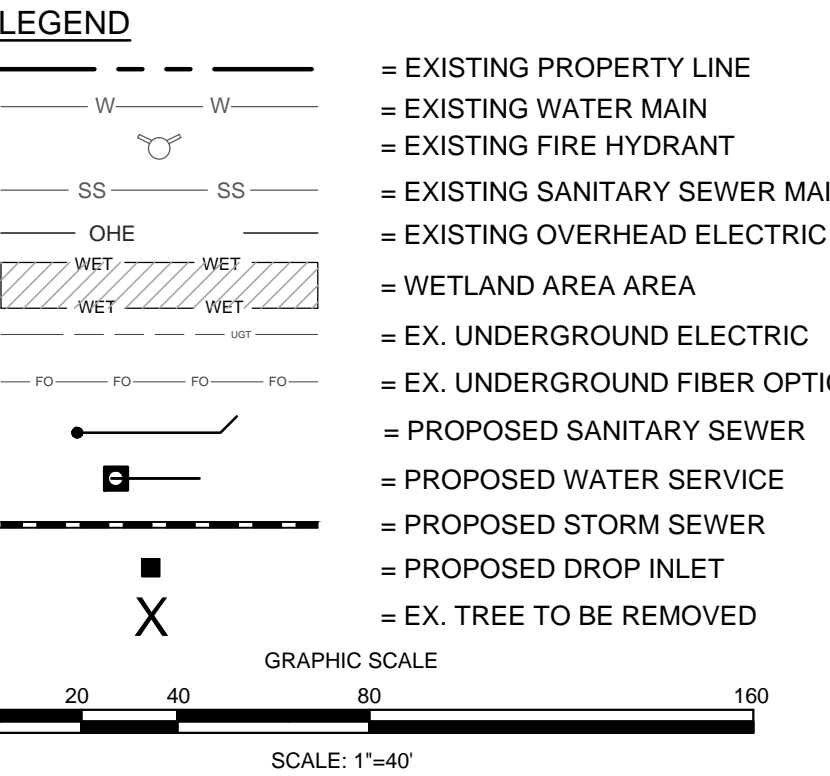 LEGEND
= EXISTING PROPERTY LINE
W W = EXISTING WATER MAIN
= EXISTING FIRE HYDRANT
SS SS = EXISTING SANITARY SEWER MAI
OHE = EXISTING OVERHEAD ELECTRIC
WET WET
= WETLAND AREA AREA
WET WET
UGT = EX. UNDERGROUND ELECTRIC
FO FO FO FO = EX. UNDERGROUND FIBER OPTIC
= PROPOSED SANITARY SEWER
= PROPOSED WATER SERVICE
= PROPOSED STORM SEWER
= PROPOSED DROP INLET
X = EX. TREE TO BE REMOVED
GRAPHIC SCALE
20 40 80 160
SCALE: 1"=40'